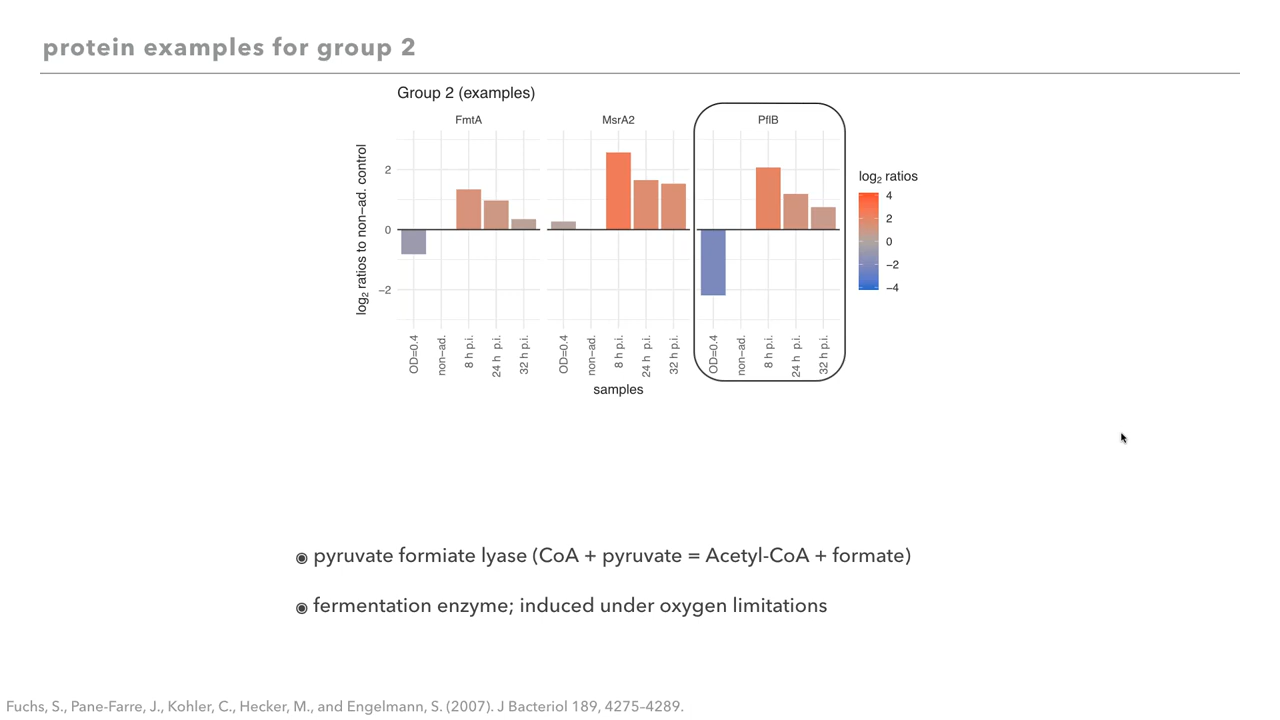 protein examples for group 2
Group 2 (examples)
FmtA
MsrA2
PflB
log2 ratios to non−ad. control
2
0
−2
OD=0.4
non−ad.
8 h p.i.
24 h p.i.
32 h p.i.
OD=0.4
non−ad.
8 h p.i.
24 h p.i.
32 h p.i.
OD=0.4
non−ad.
8 h p.i.
24 h p.i.
32 h p.i.
samples
log2 ratios
4
2
0
−2
−4
◉ pyruvate formiate lyase (CoA + pyruvate = Acetyl-CoA + formate)
◉ fermentation enzyme; induced under oxygen limitations
Fuchs, S., Pane-Farre, J., Kohler, C., Hecker, M., and Engelmann, S. (2007). J Bacteriol 189, 4275–4289.